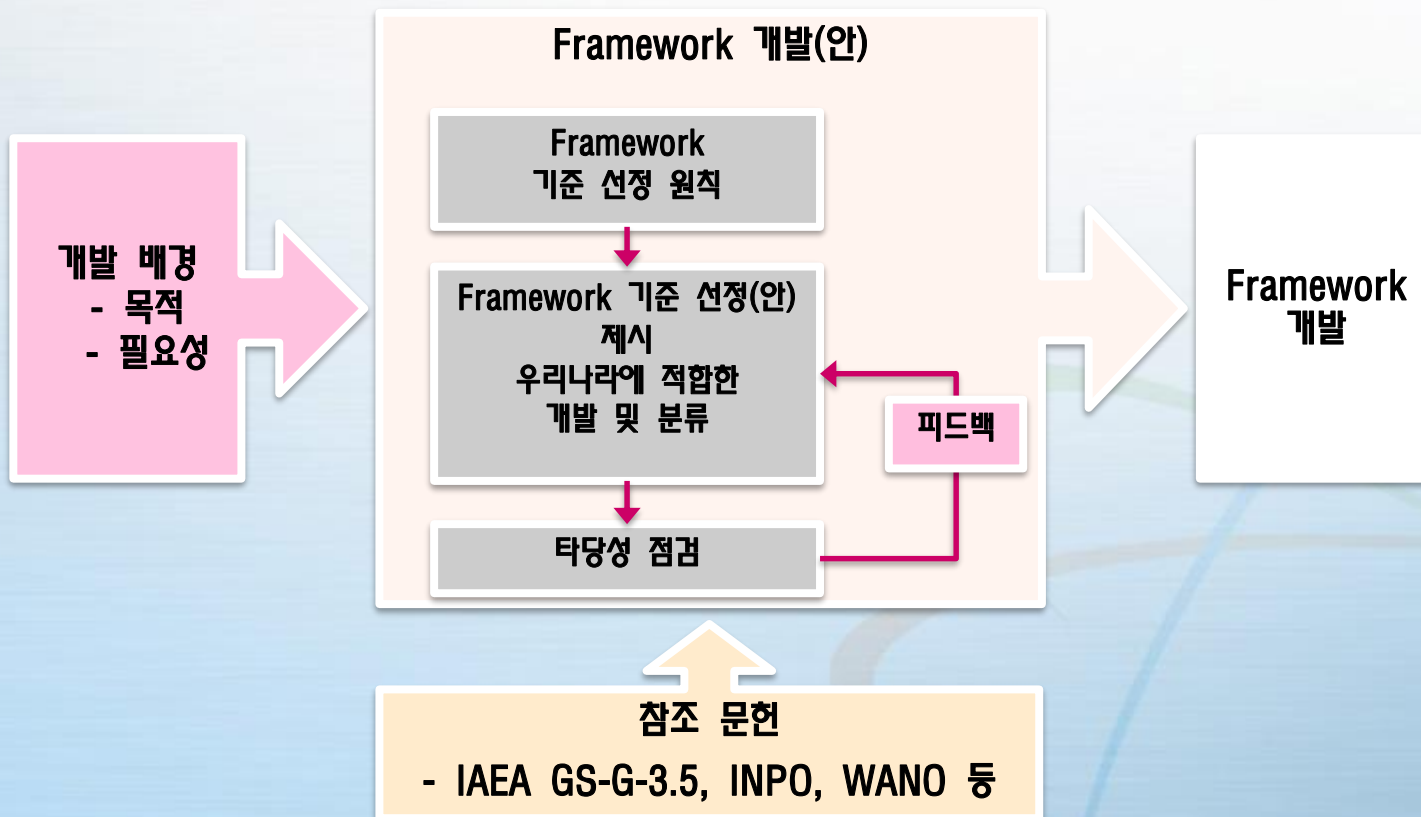 Framework 개발(안)
Framework
기준 선정 원칙
개발 배경
- 목적
- 필요성
Framework 기준 선정(안)
제시
우리나라에 적합한
개발 및 분류
피드백
타당성 점검
Framework
개발
참조 문헌
- IAEA GS-G-3.5, INPO, WANO 등